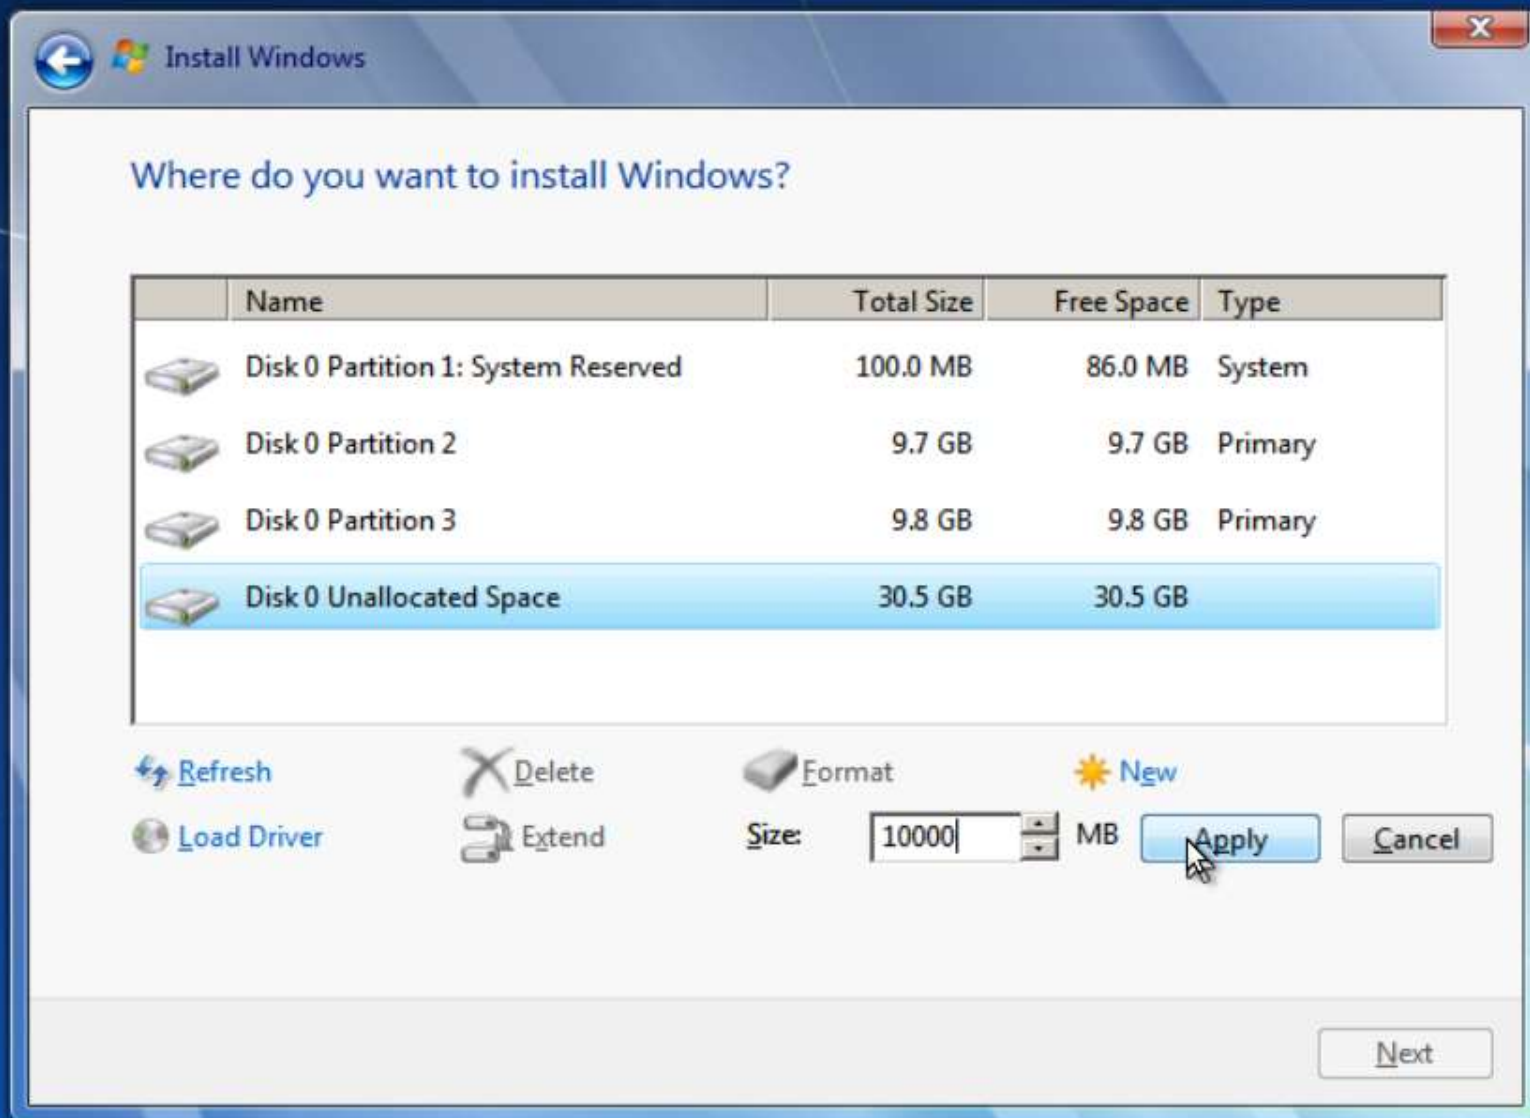 Install Windows
Where do you want to install Windows?
Name Total Size Free Space Type
Disk 0 Partition 1: System Reserved 100.0 MB 86.0 MB System
Disk 0 Partition 2 9.7 GB 9.7 GB Primary
Disk 0 Partition 3 9.8 GB 9.8 GB Primary
Disk 0 Unallocated Space 30.5 GB 30.5 GB
Refresh Delete Format New
Load Driver Extend Size: 10000 MB Apply Cancel
Next